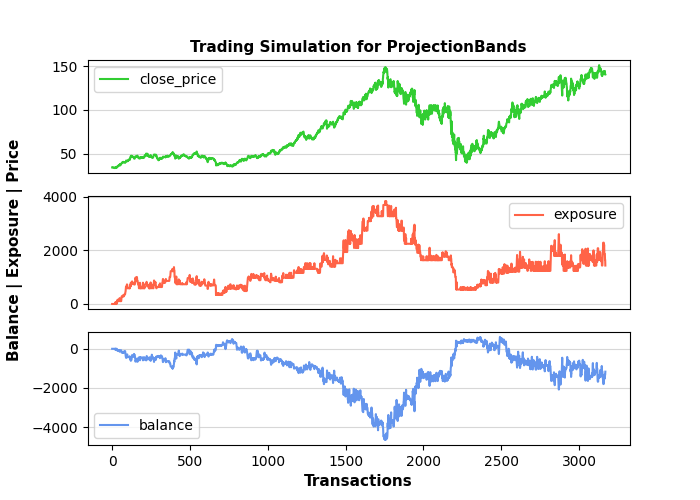 Trading Simulation for ProjectionBands
Balance | Exposure | Price
150
100
50
close_price
4000
2000
0
exposure
0
−2000
−4000
balance
0 500 1000 1500 2000 2500 3000
Transactions